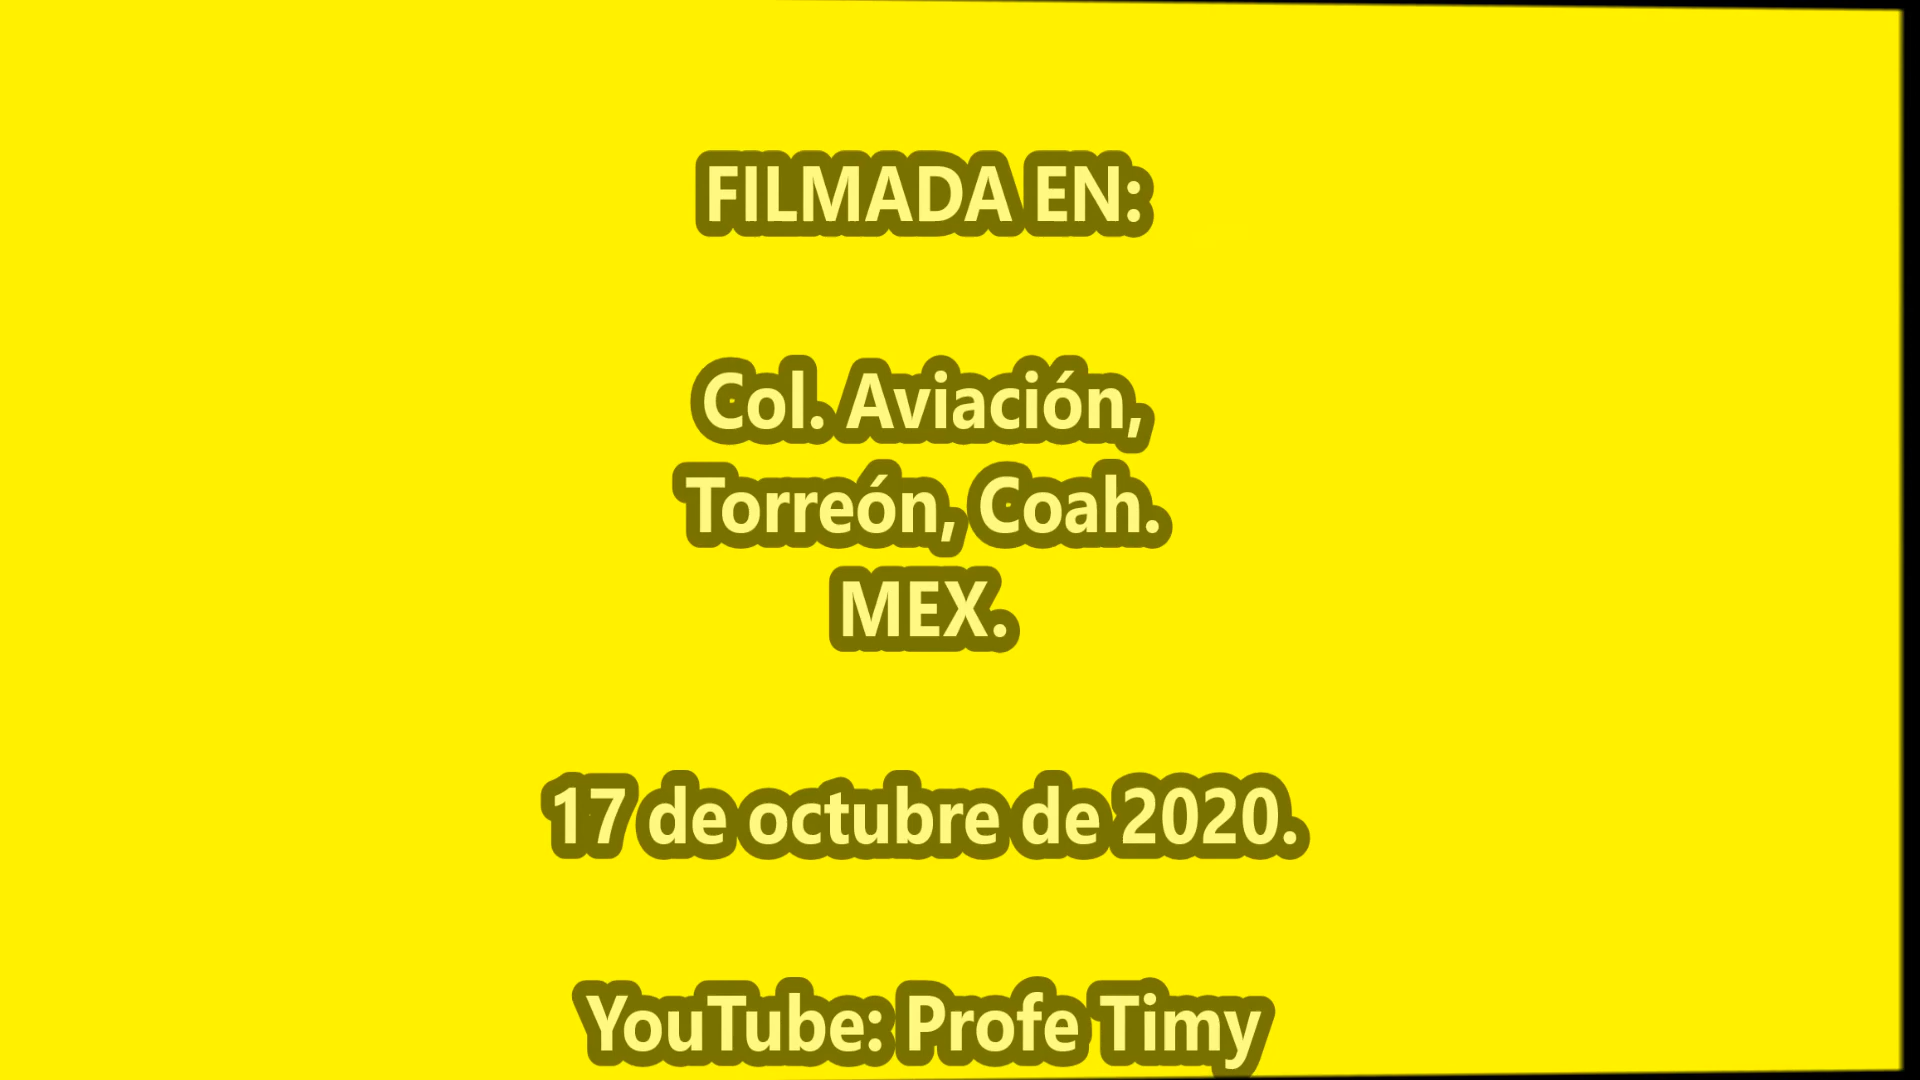 FILMADA EN:
Col. Aviación,
Torreón, Coah.
MEX.
17 de octubre de 2020.
YouTube: Profe Timy